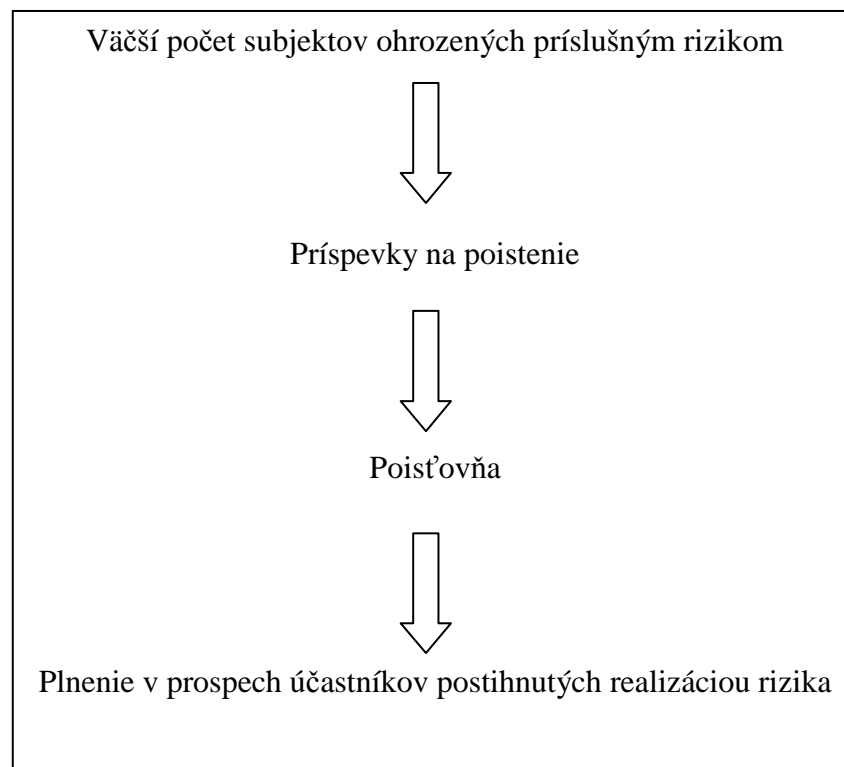 Väčší počet subjektov ohrozených príslušným rizikom
Príspevky na poistenie
Poisťovňa
Plnenie v prospech účastníkov postihnutých realizáciou rizika